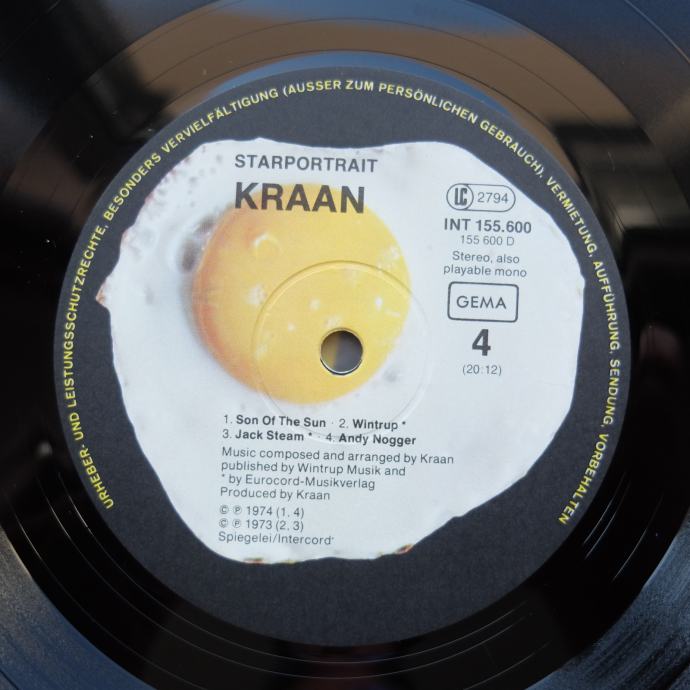 STARPORTRAIT
KRAAN
LC 2794
INT 155.600
155 600 D
Stereo, also
playable mono
GEMA
4
(20:12)
1. Son Of The Sun · 2. Wintrup *
3. Jack Steam * · 4. Andy Nogger
Music composed and arranged by Kraan
published by Wintrup Musik and
* by Eurocord-Musikverlag
Produced by Kraan
© ℗ 1974 (1, 4)
© ℗ 1973 (2, 3)
Spiegelei/Intercord
URHEBER- UND LEISTUNGSSCHUTZRECHTE, BESONDERS VERVIELFÄLTIGUNG (AUSSER ZUM PERSÖNLICHEN GEBRAUCH), VERMIETUNG, AUFFÜHRUNG, SENDUNG, VORBEHALTEN